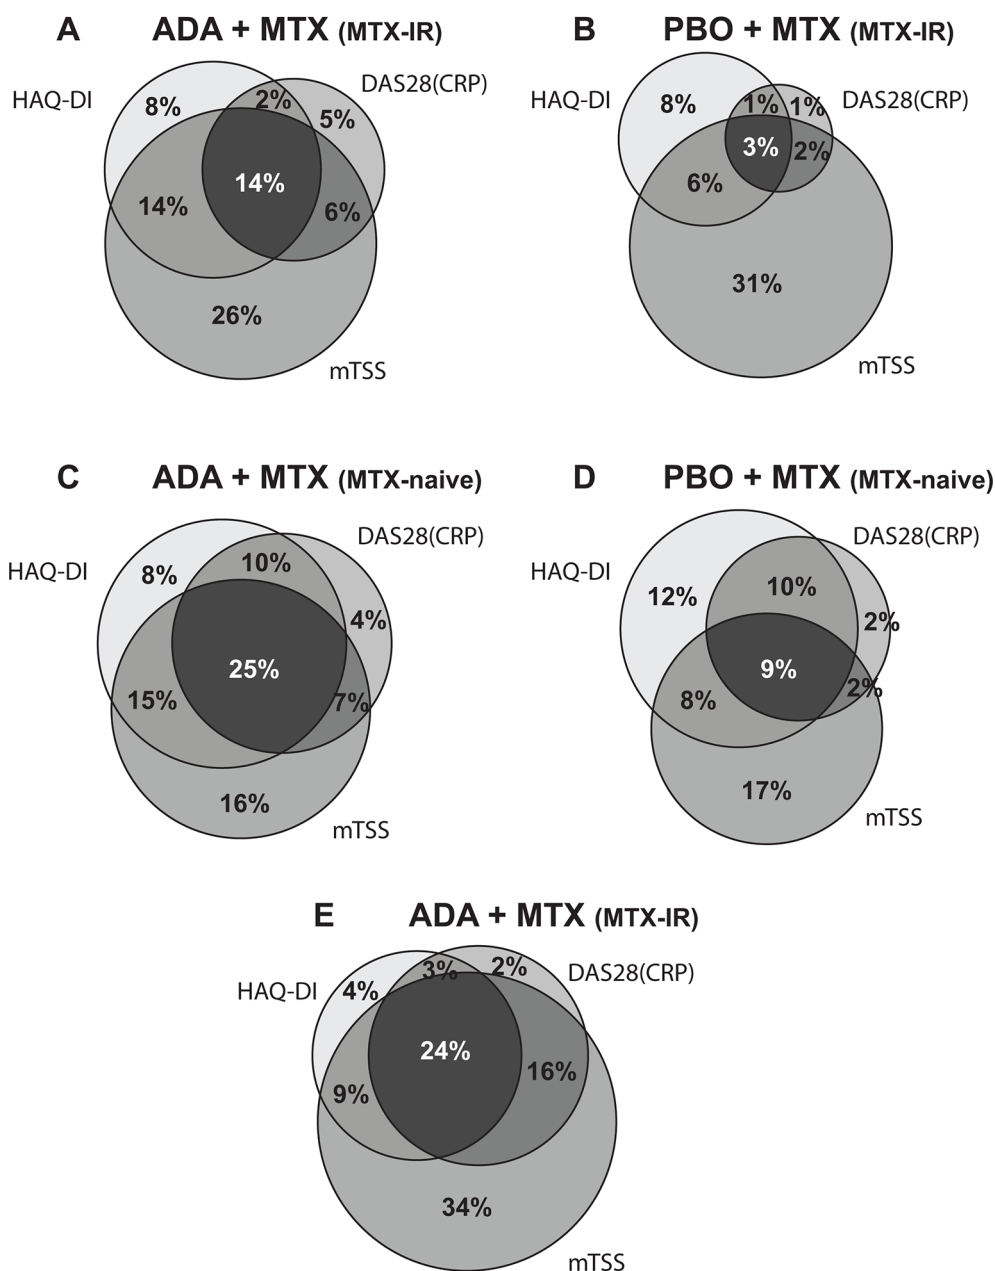 A ADA + MTX (MTX-IR)
HAQ-DI
DAS28(CRP)
8%
2%
5%
14%
14%
6%
26%
mTSS
B PBO + MTX (MTX-IR)
HAQ-DI
DAS28(CRP)
8%
1%
1%
3%
2%
6%
31%
mTSS
C ADA + MTX (MTX-naive)
DAS28(CRP)
HAQ-DI
8%
10%
4%
25%
15%
7%
16%
mTSS
D PBO + MTX (MTX-naive)
DAS28(CRP)
HAQ-DI
12%
10%
2%
9%
2%
8%
17%
mTSS
E ADA + MTX (MTX-IR)
HAQ-DI
DAS28(CRP)
4%
3%
2%
24%
16%
9%
34%
mTSS